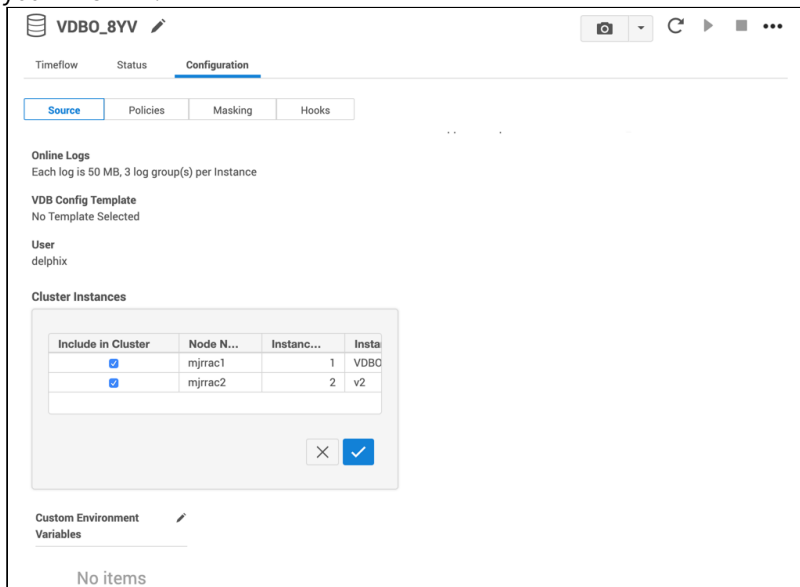 VDBO_8YV
Timeflow Status Configuration
Source Policies Masking Hooks
Online Logs
Each log is 50 MB, 3 log group(s) per Instance
VDB Config Template
No Template Selected
User
delphix
Cluster Instances
Include in Cluster Node N... Instanc... Insta
mjrrac1 1 VDBO
mjrrac2 2 v2
Custom Environment
Variables
No items